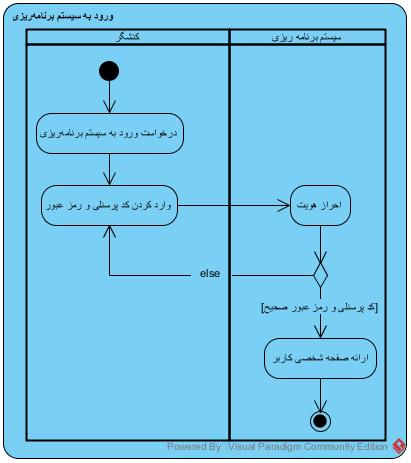 ورود به سیستم برنامه‌ریزی
کنشگر
سیستم برنامه ریزی
درخواست ورود به سیستم برنامه‌ریزی
وارد کردن کد پرسنلی و رمز عبور
احراز هویت
else
[کد پرسنلی و رمز عبور صحیح]
ارائه صفحه شخصی کاربر
Powered By Visual Paradigm Community Edition